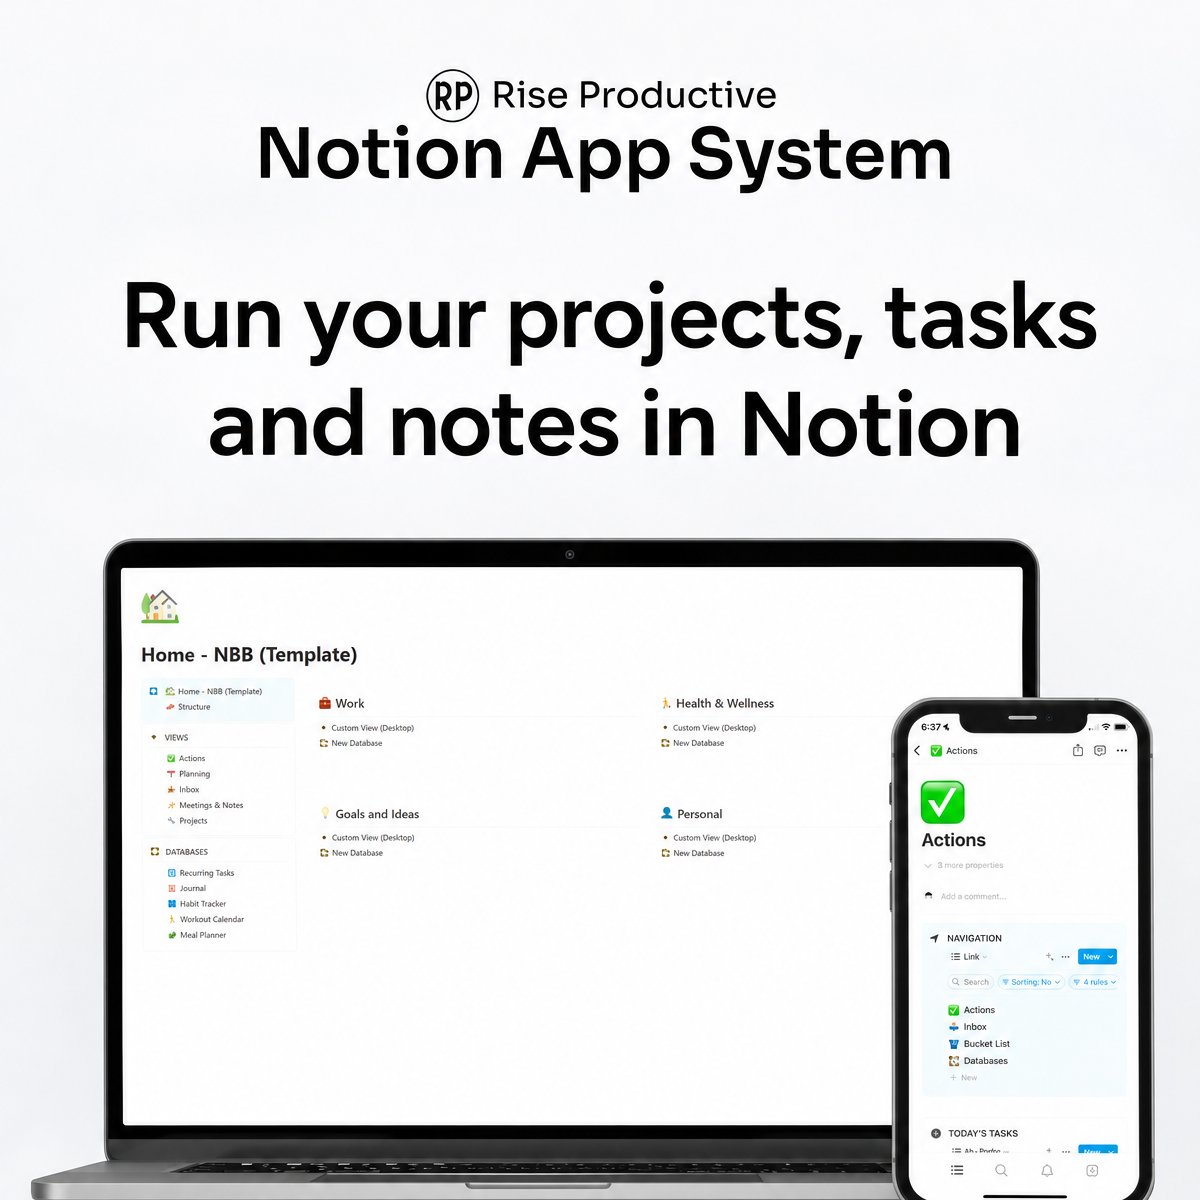 RP Rise Productive
Notion App System
Run your projects, tasks
and notes in Notion
Home - NBB (Template)
Home - NBB (Template)
Structure
VIEWS
Actions
Planning
Inbox
Meetings & Notes
Projects
DATABASES
Recurring Tasks
Journal
Habit Tracker
Workout Calendar
Meal Planner
Work
Custom View (Desktop)
New Database
Health & Wellness
Custom View (Desktop)
New Database
Goals and Ideas
Custom View (Desktop)
New Database
Personal
Custom View (Desktop)
New Database
6:37
Actions
Actions
3 more properties
Add a comment...
NAVIGATION
Link
New
Search
Sorting: No
4 rules
Actions
Inbox
Bucket List
Databases
+ New
TODAY'S TASKS
New